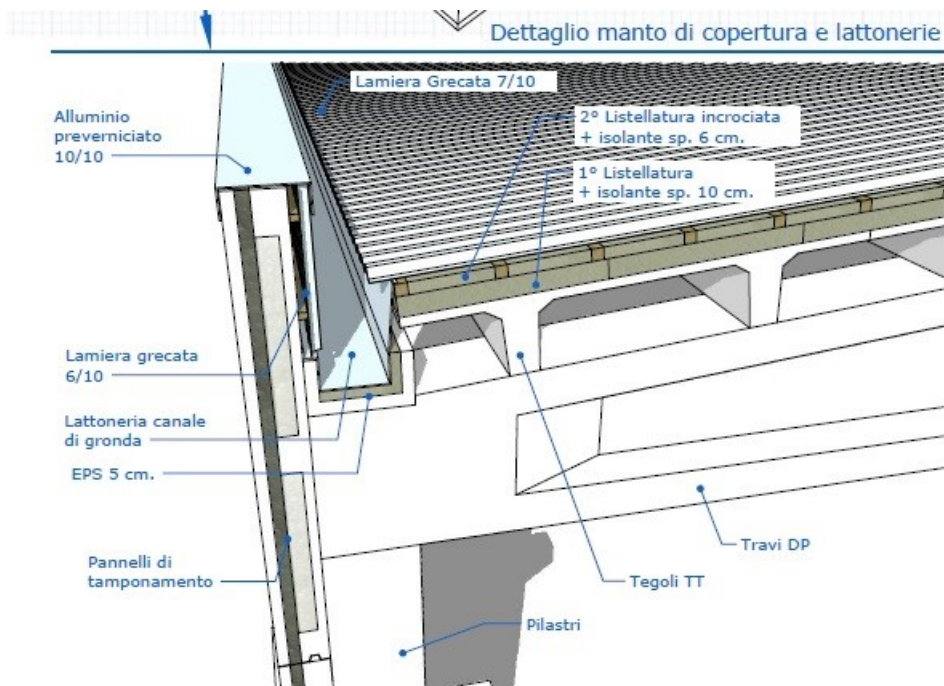 Dettaglio manto di copertura e lattonerie
Lamiera Grecata 7/10
Alluminio
preverniciato
10/10
2° Listellatura incrociata
+ isolante sp. 6 cm.
1° Listellatura
+ isolante sp. 10 cm.
Lamiera grecata
6/10
Lattoneria canale
di gronda
EPS 5 cm.
Pannelli di
tamponamento
Travi DP
Tegoli TT
Pilastri